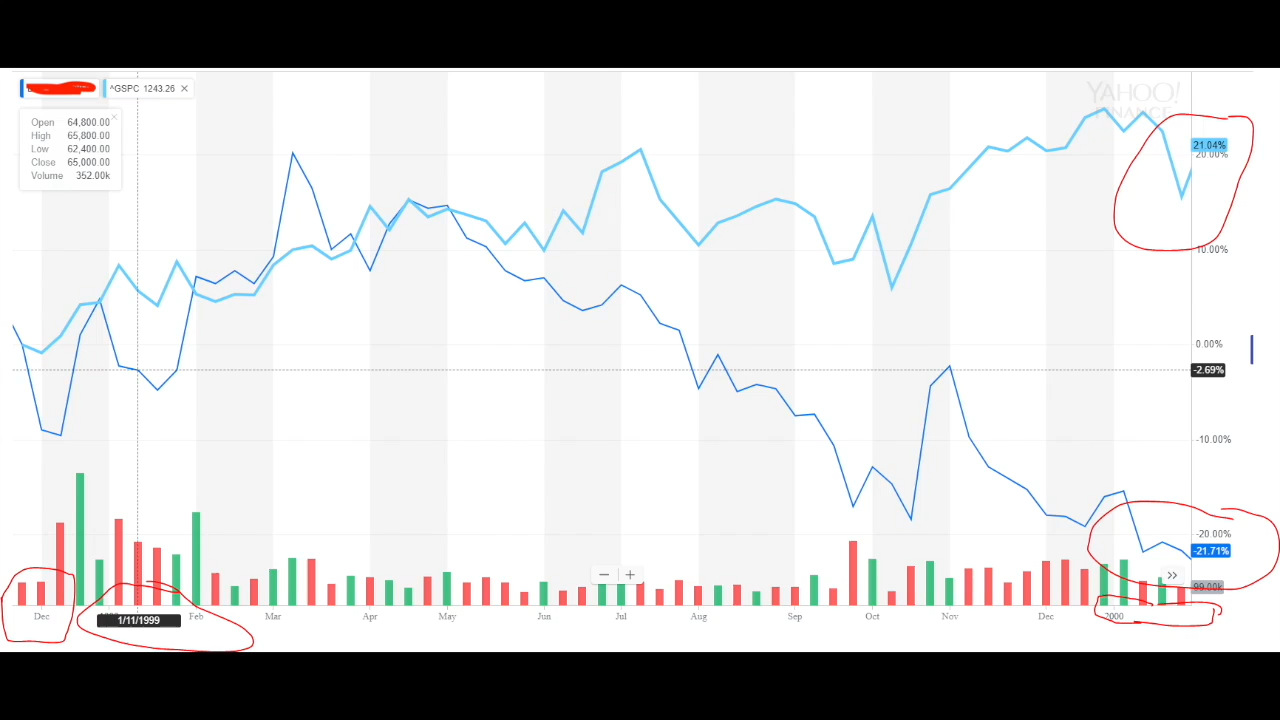 ^GSPC 1243.26 ×
YAHOO!
FINANCE
Open 64,800.00
High 65,800.00
Low 62,400.00
Close 65,000.00
Volume 352.00k
21.04%
20.00%
10.00%
0.00%
-2.69%
-10.00%
-20.00%
-21.71%
99.00k
Dec 1/11/1999 Feb Mar Apr May Jun Jul Aug Sep Oct Nov Dec 2000